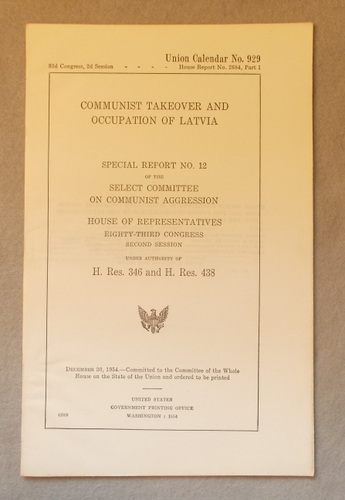 Union Calendar No. 929
83d Congress, 2d Session - - - - House Report No. 2684, Part 1
COMMUNIST TAKEOVER AND
OCCUPATION OF LATVIA
SPECIAL REPORT NO. 12
OF THE
SELECT COMMITTEE
ON COMMUNIST AGGRESSION
HOUSE OF REPRESENTATIVES
EIGHTY-THIRD CONGRESS
SECOND SESSION
UNDER AUTHORITY OF
H. Res. 346 and H. Res. 438
DECEMBER 30, 1954.—Committed to the Committee of the Whole
House on the State of the Union and ordered to be printed
UNITED STATES
GOVERNMENT PRINTING OFFICE
WASHINGTON : 1954